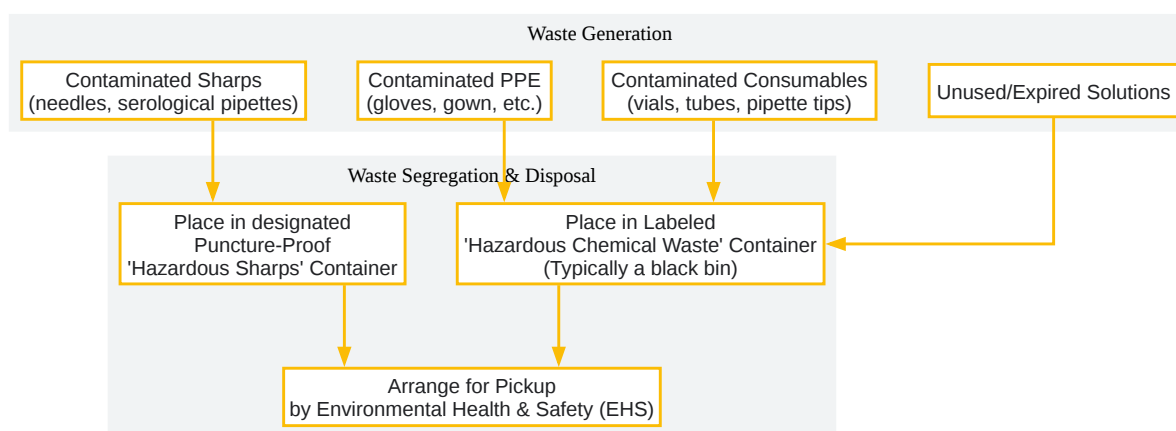 Waste Generation
Contaminated Sharps
(needles, serological pipettes)
Contaminated PPE
(gloves, gown, etc.)
Contaminated Consumables
(vials, tubes, pipette tips)
Unused/Expired Solutions
Waste Segregation & Disposal
Place in designated
Puncture-Proof
'Hazardous Sharps' Container
Place in Labeled
'Hazardous Chemical Waste' Container
(Typically a black bin)
Arrange for Pickup
by Environmental Health & Safety (EHS)